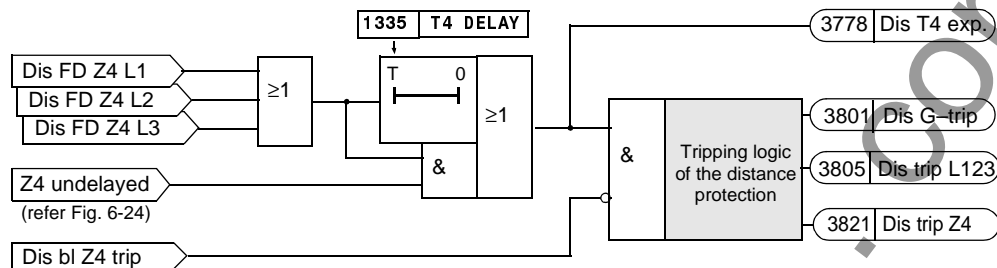 1335 T4 DELAY
3778 Dis T4 exp.
Dis FD Z4 L1
Dis FD Z4 L2
Dis FD Z4 L3
≥1
T 0
≥1
&
Z4 undelayed
(refer Fig. 6-24)
Dis bl Z4 trip
&
Tripping logic
of the distance
protection
3801 Dis G–trip
3805 Dis trip L123
3821 Dis trip Z4
.Con